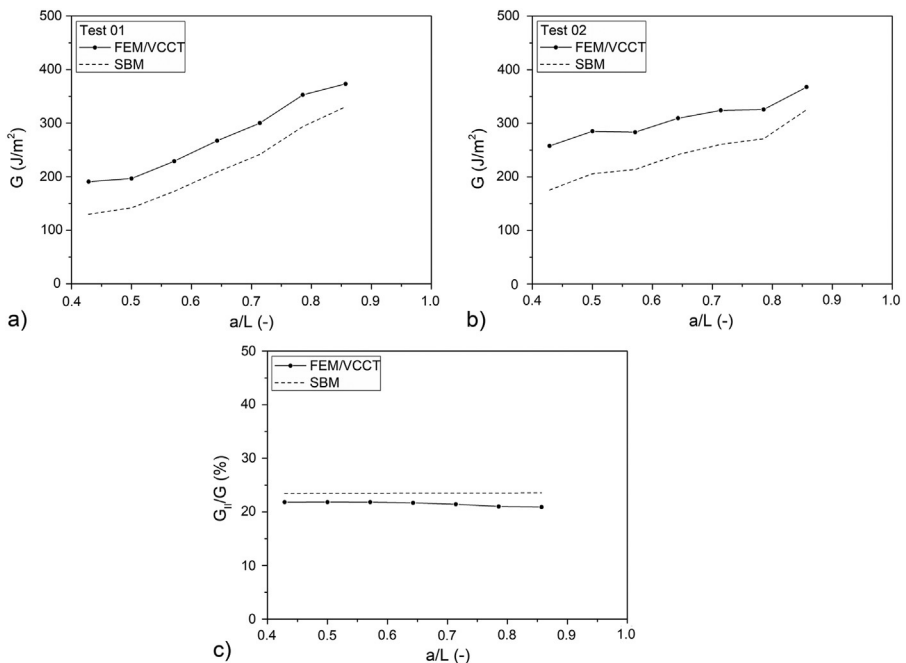 500
400
300
200
100
0
G (J/m²)
Test 01
FEM/VCCT
SBM
0.4 0.5 0.6 0.7 0.8 0.9 1.0
a/L (-)
a)
500
400
300
200
100
0
G (J/m²)
Test 02
FEM/VCCT
SBM
0.4 0.5 0.6 0.7 0.8 0.9 1.0
a/L (-)
b)
50
40
30
20
10
0
G_II/G (%)
FEM/VCCT
SBM
0.4 0.5 0.6 0.7 0.8 0.9 1.0
a/L (-)
c)